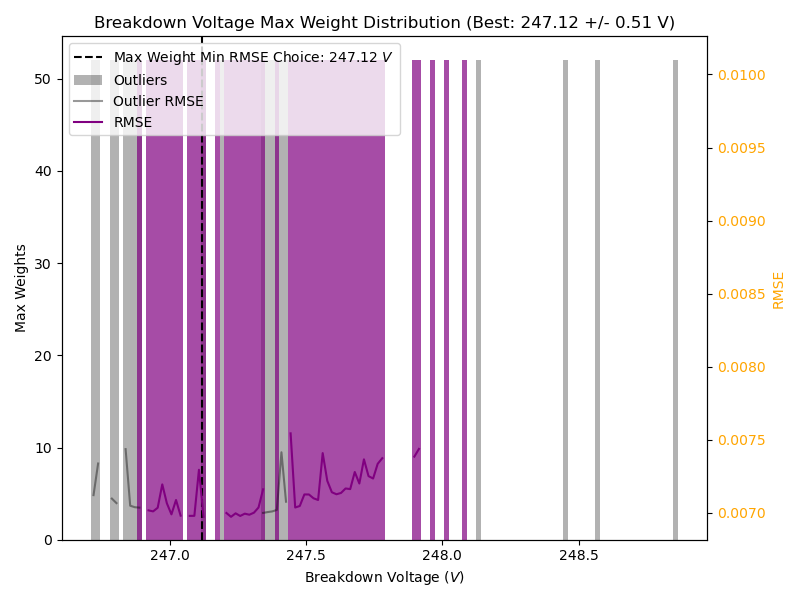 Breakdown Voltage Max Weight Distribution (Best: 247.12 +/- 0.51 V)
Max Weight Min RMSE Choice: 247.12 V
Outliers
Outlier RMSE
RMSE
50
40
30
20
10
0
Max Weights
0.0100
0.0095
0.0090
0.0085
0.0080
0.0075
0.0070
RMSE
247.0
247.5
248.0
248.5
Breakdown Voltage (V)